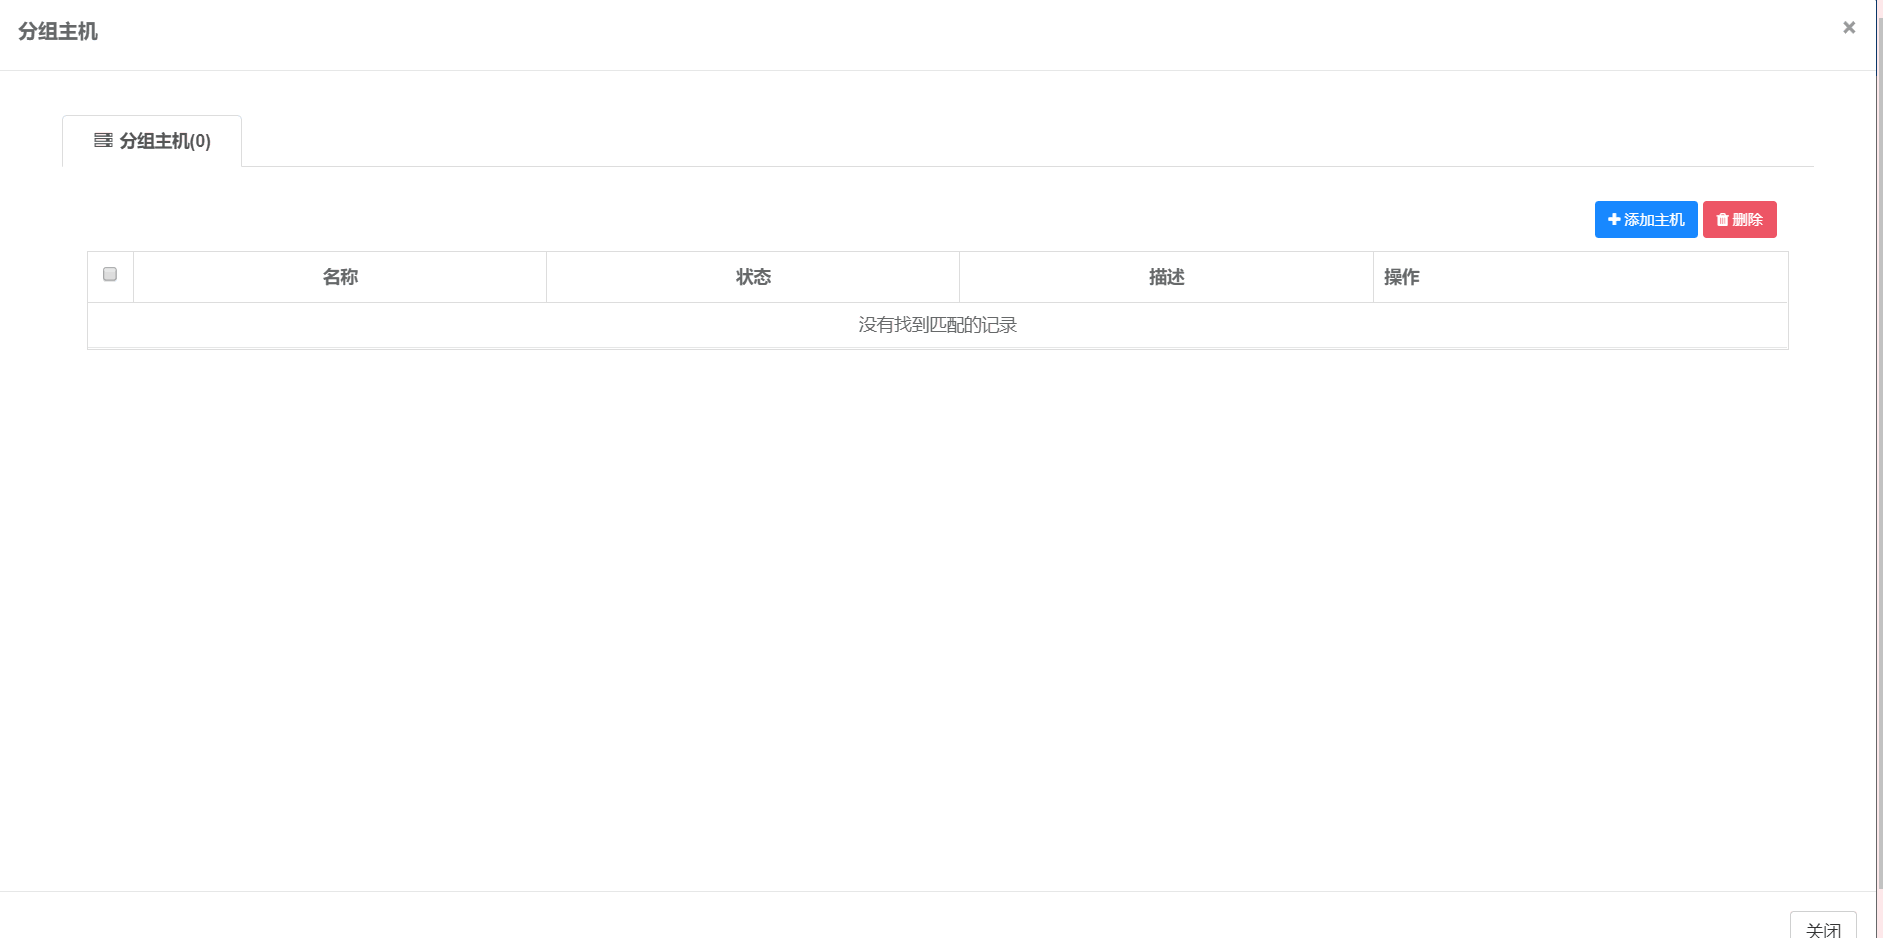 分组主机
×
分组主机(0)
添加主机 删除
名称 状态 描述 操作
没有找到匹配的记录
关闭